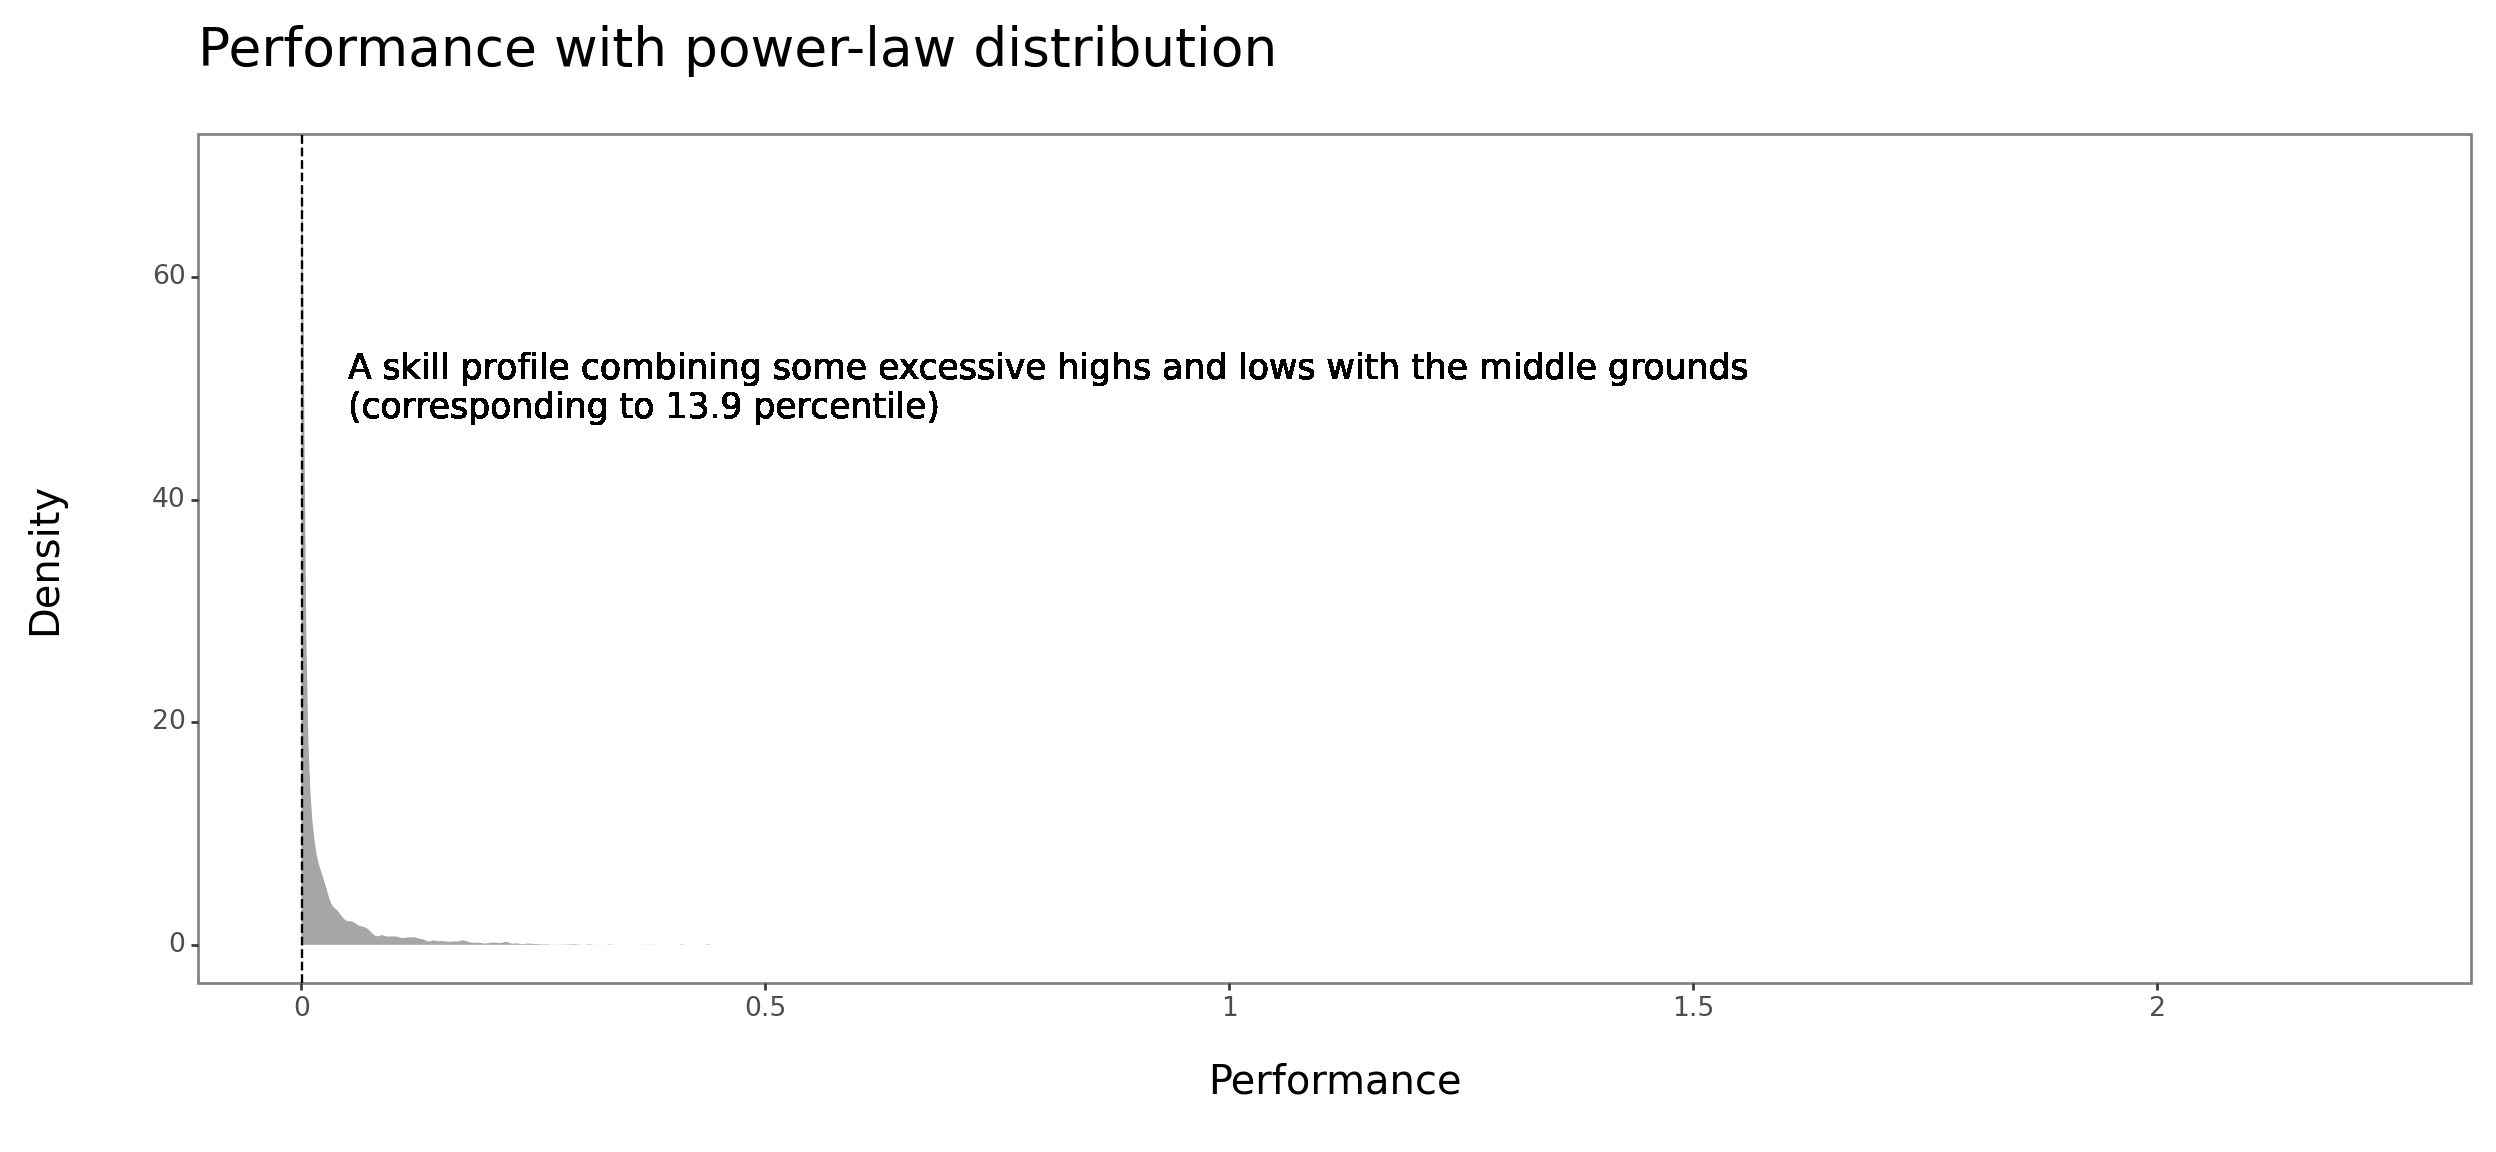 Performance with power-law distribution
60
A skill profile combining some excessive highs and lows with the middle grounds
(corresponding to 13.9 percentile)
40
Density
20
0
0 0.5 1 1.5 2
Performance